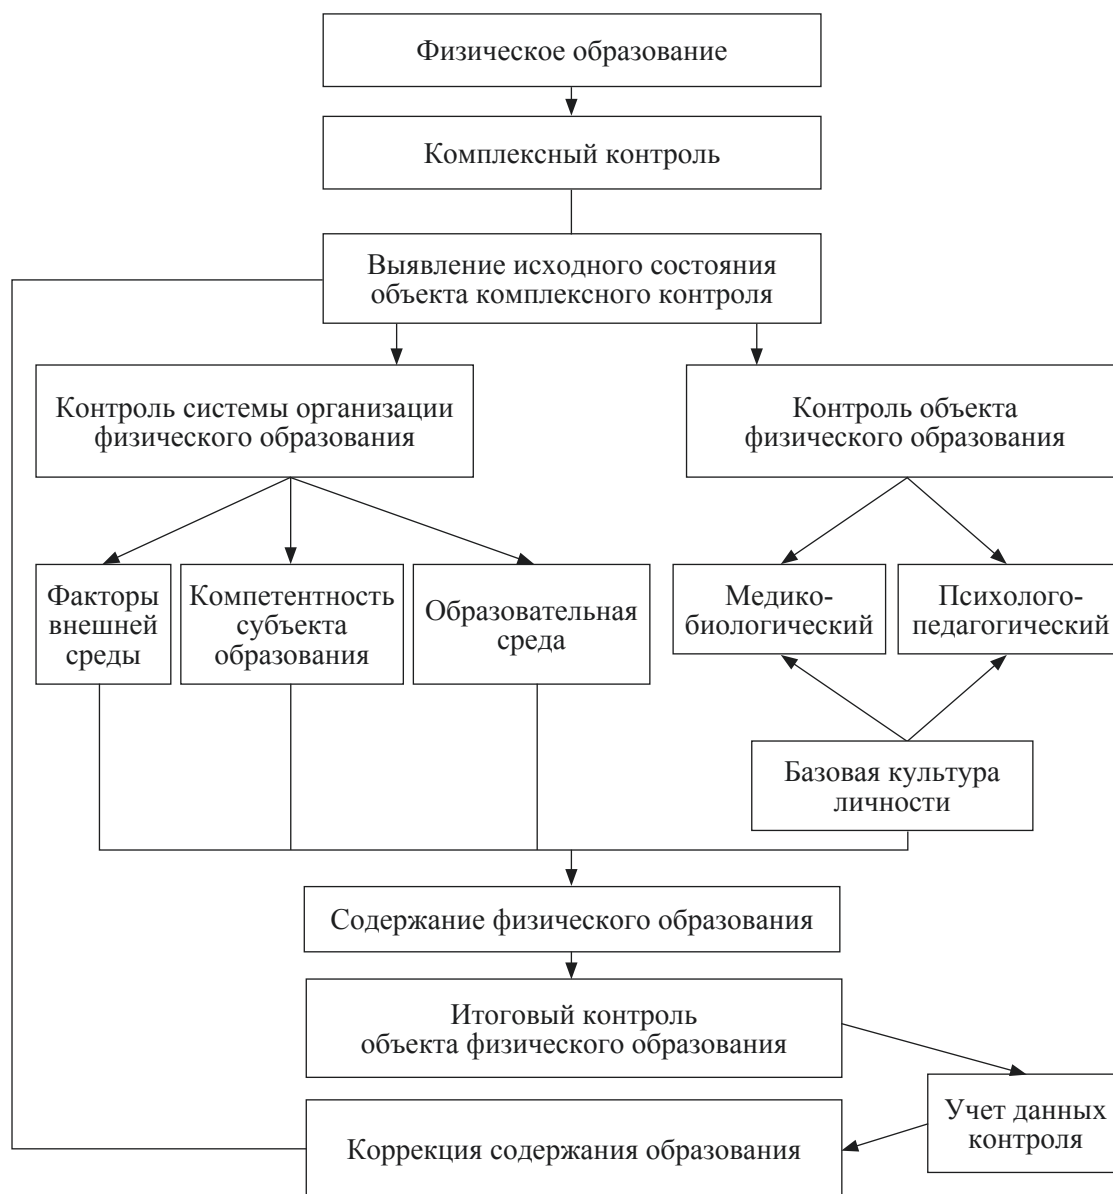 Физическое образование
Комплексный контроль
Выявление исходного состояния
объекта комплексного контроля
Контроль системы организации
физического образования
Контроль объекта
физического образования
Факторы
внешней
среды
Компетентность
субъекта
образования
Образовательная
среда
Медико-
биологический
Психолого-
педагогический
Базовая культура
личности
Содержание физического образования
Итоговый контроль
объекта физического образования
Учет данных
контроля
Коррекция содержания образования